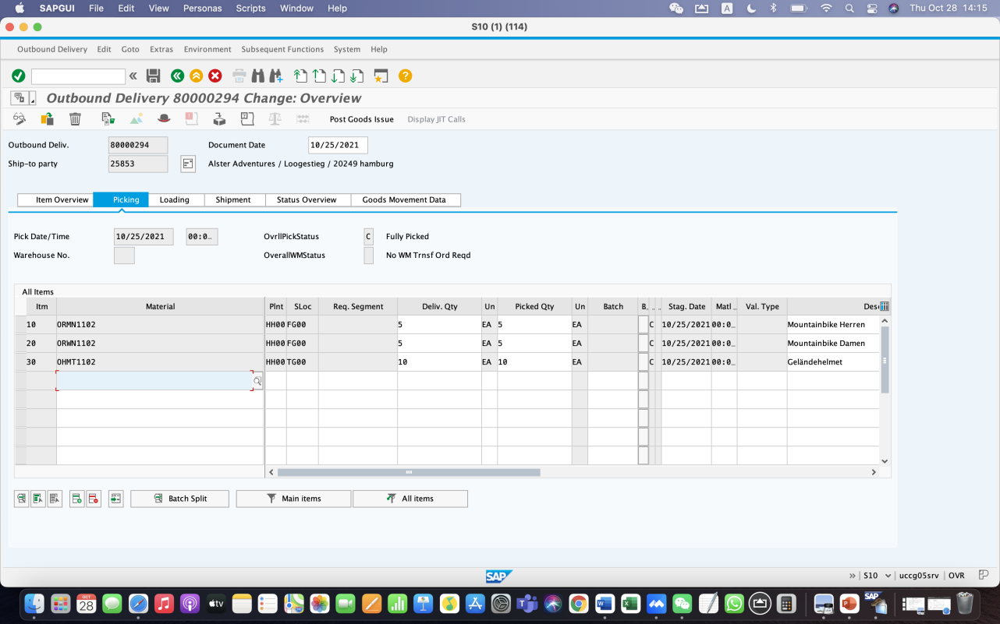 SAPGUI File Edit View Personas Scripts Window Help A Thu Oct 28 14:15
S10 (1) (114)
Outbound Delivery Edit Goto Extras Environment Subsequent Functions System Help
Outbound Delivery 80000294 Change: Overview
Post Goods Issue Display JIT Calls
Outbound Deliv. 80000294 Document Date 10/25/2021
Ship-to party 25853 Alster Adventures / Loogestieg / 20249 hamburg
Item Overview Picking Loading Shipment Status Overview Goods Movement Data
Pick Date/Time 10/25/2021 00:0.. OvrllPickStatus C Fully Picked
Warehouse No. OverallWMStatus No WM Trnsf Ord Reqd
All Items
Itm Material Plnt SLoc Req. Segment Deliv. Qty Un Picked Qty Un Batch B. .. .. Stag. Date Matl .. Val. Type Des
10 ORMN1102 HH00 FG00 5 EA 5 EA C 10/25/2021 00:0.. Mountainbike Herren
20 ORWN1102 HH00 FG00 5 EA 5 EA C 10/25/2021 00:0.. Mountainbike Damen
30 OHMT1102 HH00 TG00 10 EA 10 EA C 10/25/2021 00:0.. Geländehelmet
Batch Split Main items All items
SAP
S10 uccg05srv OVR
OCT
28
tv
SAP